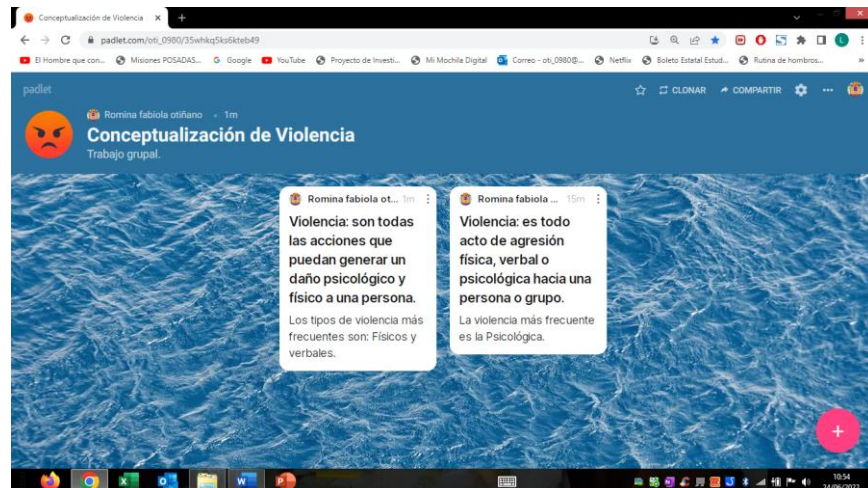 Conceptualización de Violencia
padlet.com/oti_0980/35whkq5ks6kteb49
El Hombre que con... Misiones POSADAS... Google YouTube Proyecto de Investi... Mi Mochila Digital Correo - oti_0980@... Netflix Boleto Estatal Estud... Rutina de hombros...
padlet
CLONAR COMPARTIR
Romina fabiola otiñano 1m
Conceptualización de Violencia
Trabajo grupal.
Romina fabiola ot... 1m
Violencia: son todas
las acciones que
puedan generar un
daño psicológico y
físico a una persona.
Los tipos de violencia más
frecuentes son: Físicos y
verbales.
Romina fabiola ... 15m
Violencia: es todo
acto de agresión
física, verbal o
psicológica hacia una
persona o grupo.
La violencia más frecuente
es la Psicológica.
10:54